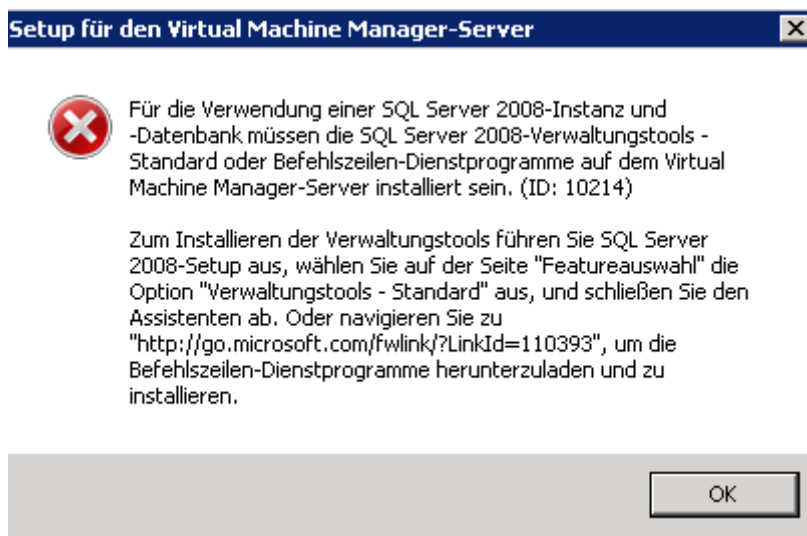 Setup für den Virtual Machine Manager-Server
Für die Verwendung einer SQL Server 2008-Instanz und
-Datenbank müssen die SQL Server 2008-Verwaltungstools -
Standard oder Befehlszeilen-Dienstprogramme auf dem Virtual
Machine Manager-Server installiert sein. (ID: 10214)
Zum Installieren der Verwaltungstools führen Sie SQL Server
2008-Setup aus, wählen Sie auf der Seite "Featureauswahl" die
Option "Verwaltungstools - Standard" aus, und schließen Sie den
Assistenten ab. Oder navigieren Sie zu
"http://go.microsoft.com/fwlink/?LinkId=110393", um die
Befehlszeilen-Dienstprogramme herunterzuladen und zu
installieren.
OK